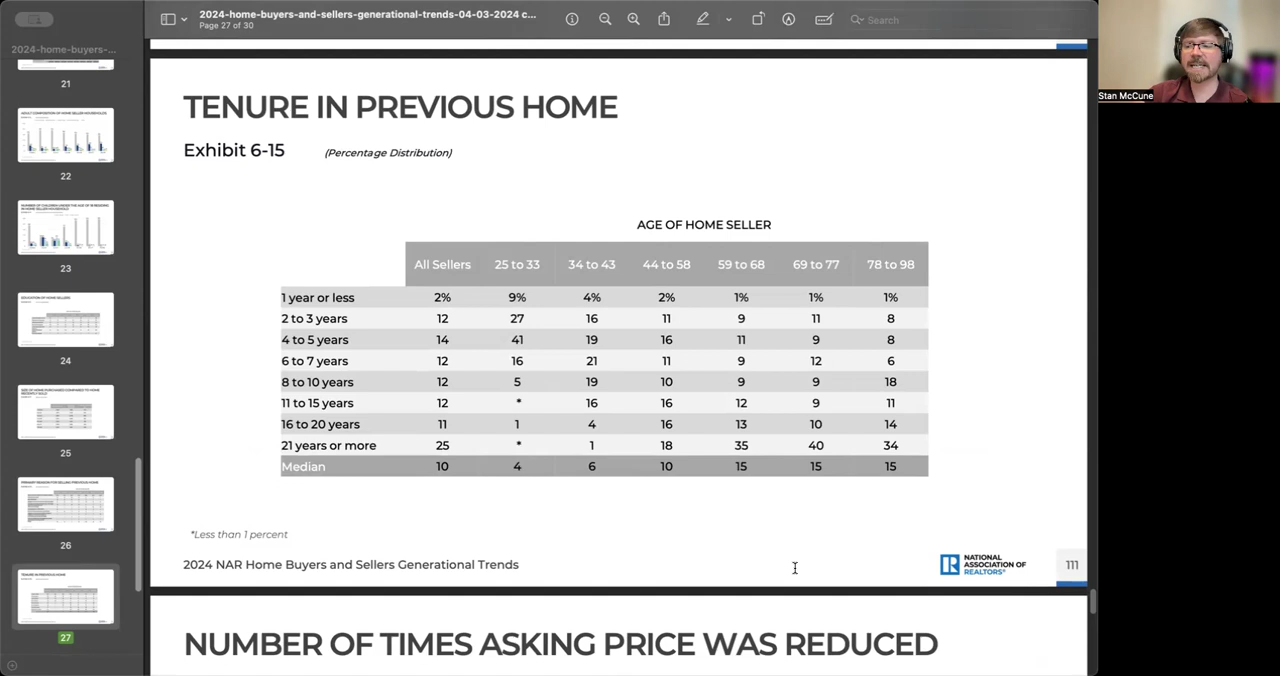 2024-home-buyers-and-sellers-generational-trends-04-03-2024 c...
Page 27 of 30
Search
2024-home-buyers-...
21
22
23
24
25
26
27
TENURE IN PREVIOUS HOME
Exhibit 6-15 (Percentage Distribution)
AGE OF HOME SELLER
All Sellers 25 to 33 34 to 43 44 to 58 59 to 68 69 to 77 78 to 98
1 year or less 2% 9% 4% 2% 1% 1% 1%
2 to 3 years 12 27 16 11 9 11 8
4 to 5 years 14 41 19 16 11 9 8
6 to 7 years 12 16 21 11 9 12 6
8 to 10 years 12 5 19 10 9 9 18
11 to 15 years 12 * 16 16 12 9 11
16 to 20 years 11 1 4 16 13 10 14
21 years or more 25 * 1 18 35 40 34
Median 10 4 6 10 15 15 15
*Less than 1 percent
2024 NAR Home Buyers and Sellers Generational Trends
NATIONAL
ASSOCIATION OF
REALTORS®
111
NUMBER OF TIMES ASKING PRICE WAS REDUCED
Stan McCune